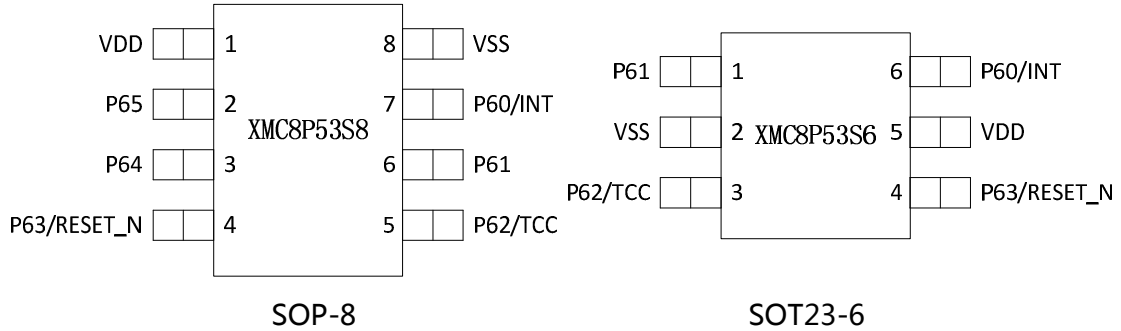 VDD 1 8 VSS
P65 2 7 P60/INT
XMC8P53S8
P64 3 6 P61
P63/RESET_N 4 5 P62/TCC
SOP-8
P61 1 6 P60/INT
VSS 2 XMC8P53S6 5 VDD
P62/TCC 3 4 P63/RESET_N
SOT23-6